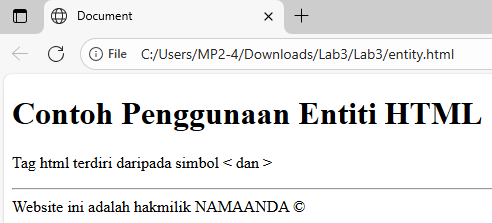 Document
File C:/Users/MP2-4/Downloads/Lab3/Lab3/entity.html
Contoh Penggunaan Entiti HTML
Tag html terdiri daripada simbol < dan >
Website ini adalah hakmilik NAMAANDA ©